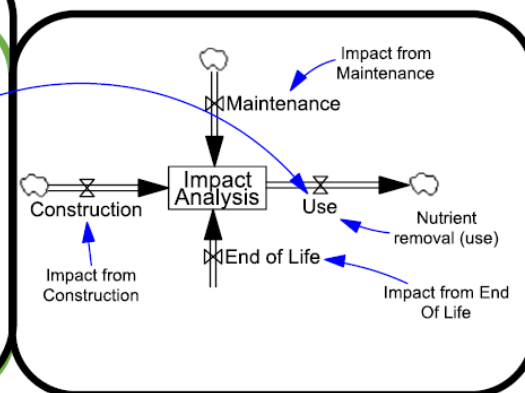 Impact from
Maintenance
Maintenance
Impact
Analysis
Construction
Use
Nutrient
removal (use)
End of Life
Impact from
Construction
Impact from End
Of Life